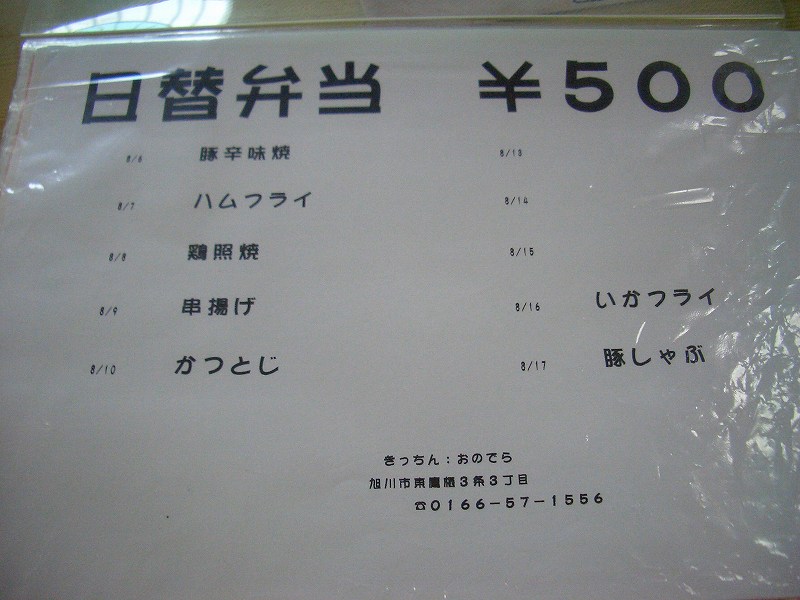 日替弁当 ￥５００
8/6 豚辛味焼
8/7 ハムフライ
8/8 鶏照焼
8/9 串揚げ
8/10 かつとじ
8/13
8/14
8/15
8/16 いかフライ
8/17 豚しゃぶ
きっちん：おのでら
旭川市東鷹栖３条３丁目
☎０１６６−５７−１５５６